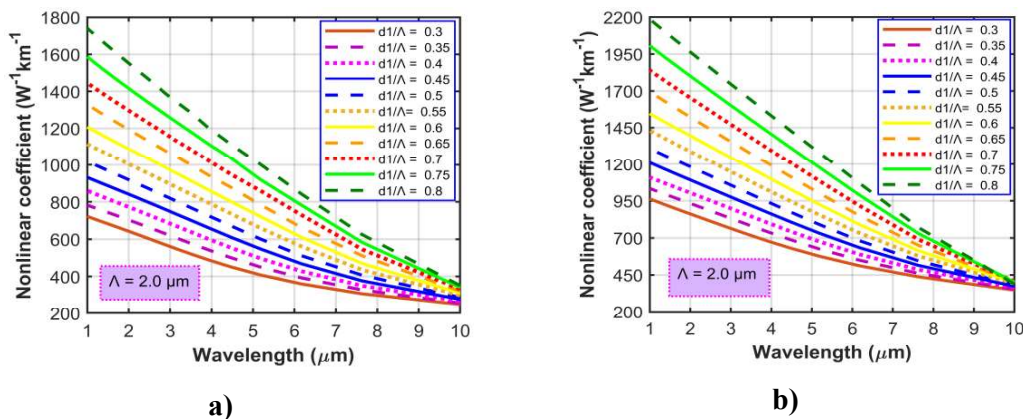 1800
1600
1400
1200
1000
800
600
400
200
Nonlinear coefficient (W⁻¹km⁻¹)
d1/Λ = 0.3
d1/Λ = 0.35
d1/Λ = 0.4
d1/Λ = 0.45
d1/Λ = 0.5
d1/Λ= 0.55
d1/Λ = 0.6
d1/Λ = 0.65
d1/Λ = 0.7
d1/Λ = 0.75
d1/Λ = 0.8
Λ = 2.0 μm
1 2 3 4 5 6 7 8 9 10
Wavelength (μm)
a)
2200
1950
1700
1450
1200
950
700
450
200
Nonlinear coefficient (W⁻¹km⁻¹)
d1/Λ = 0.3
d1/Λ = 0.35
d1/Λ = 0.4
d1/Λ = 0.45
d1/Λ = 0.5
d1/Λ= 0.55
d1/Λ = 0.6
d1/Λ = 0.65
d1/Λ = 0.7
d1/Λ = 0.75
d1/Λ = 0.8
Λ = 2.0 μm
1 2 3 4 5 6 7 8 9 10
Wavelength (μm)
b)